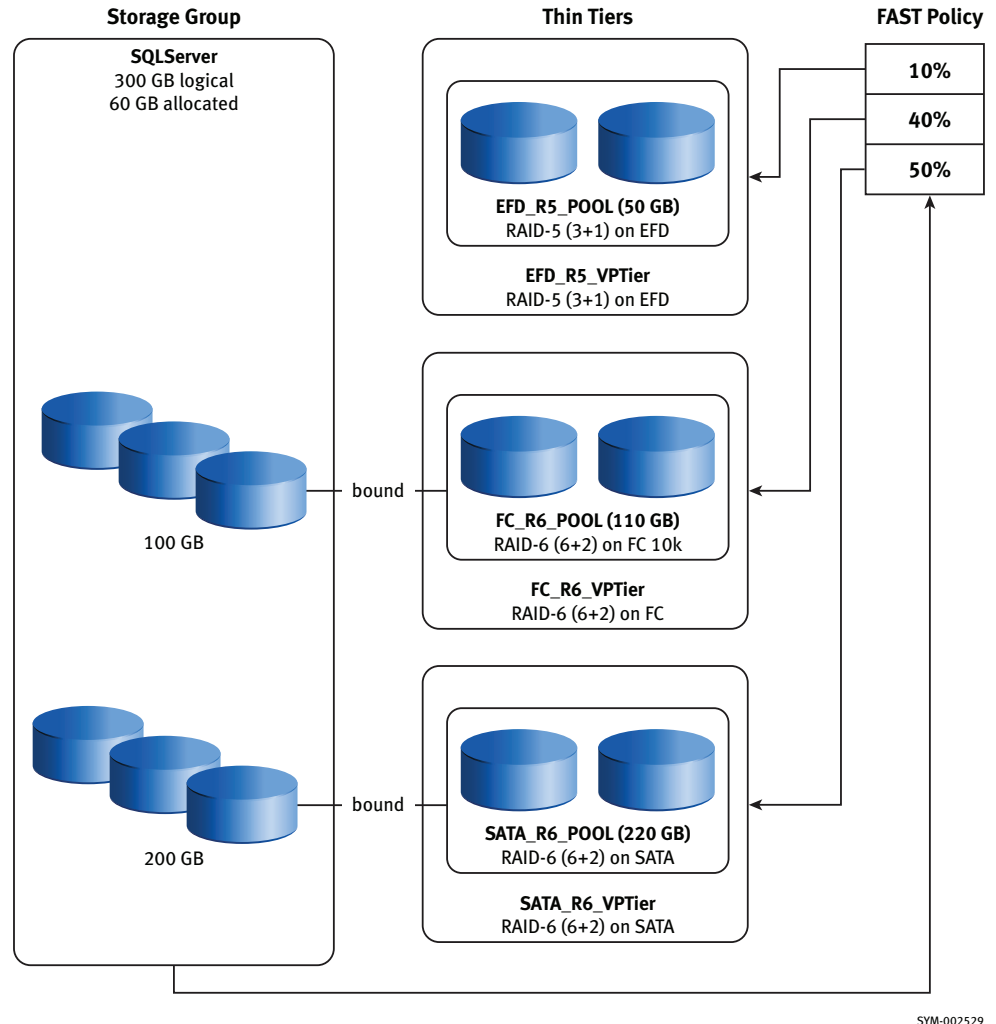 Storage Group
Thin Tiers
FAST Policy
SQLServer
300 GB logical
60 GB allocated
10%
40%
50%
EFD_R5_POOL (50 GB)
RAID-5 (3+1) on EFD
EFD_R5_VPTier
RAID-5 (3+1) on EFD
bound
100 GB
FC_R6_POOL (110 GB)
RAID-6 (6+2) on FC 10k
FC_R6_VPTier
RAID-6 (6+2) on FC
bound
200 GB
SATA_R6_POOL (220 GB)
RAID-6 (6+2) on SATA
SATA_R6_VPTier
RAID-6 (6+2) on SATA
SYM-002529